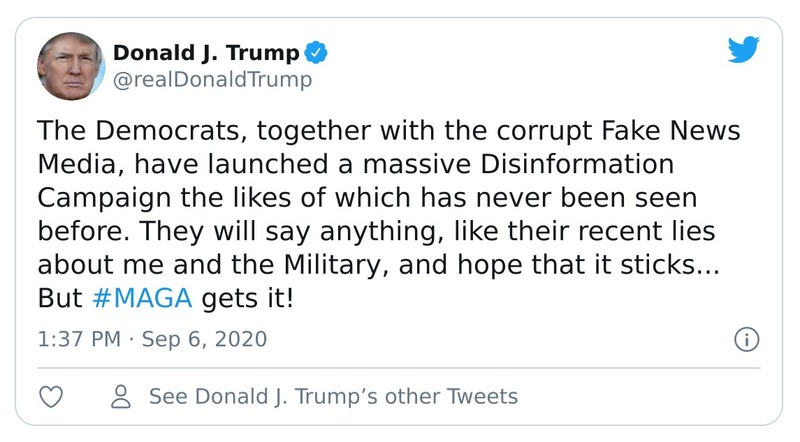 Donald J. Trump
@realDonaldTrump
The Democrats, together with the corrupt Fake News
Media, have launched a massive Disinformation
Campaign the likes of which has never been seen
before. They will say anything, like their recent lies
about me and the Military, and hope that it sticks...
But #MAGA gets it!
1:37 PM · Sep 6, 2020
See Donald J. Trump’s other Tweets